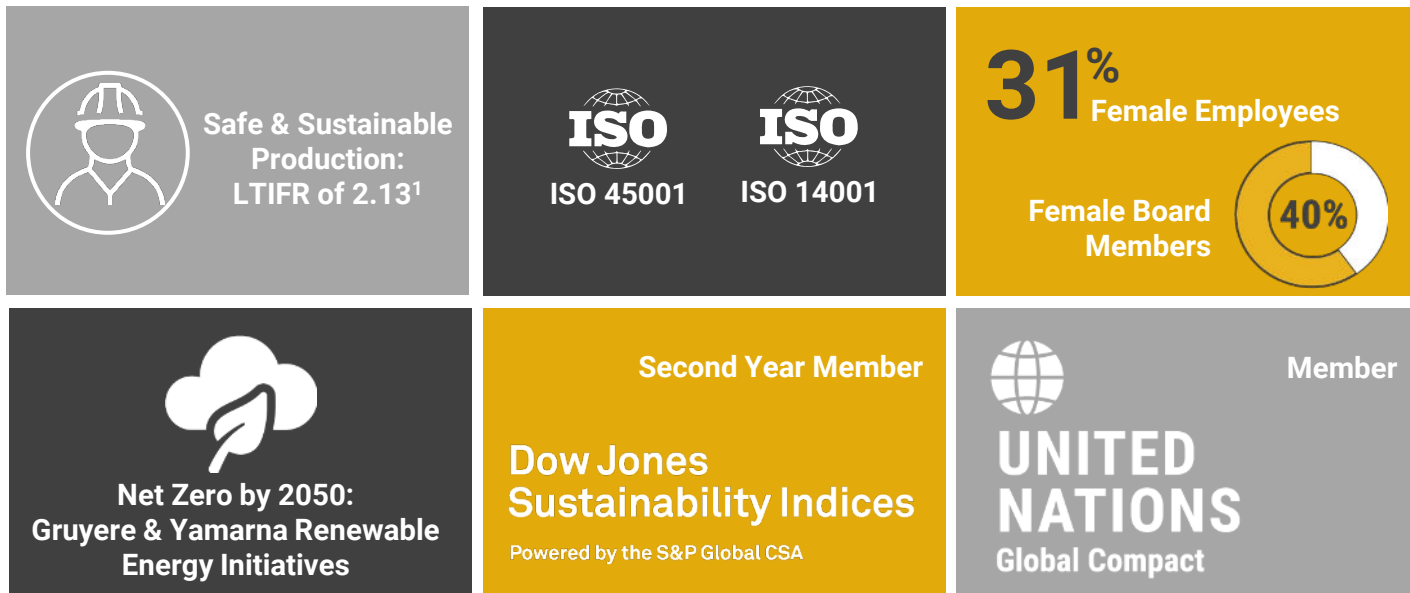 Safe & Sustainable
Production:
LTIFR of 2.13¹
ISO
ISO 45001
ISO
ISO 14001
31%
Female Employees
Female Board
Members
40%
Net Zero by 2050:
Gruyere & Yamarna Renewable
Energy Initiatives
Second Year Member
Dow Jones
Sustainability Indices
Powered by the S&P Global CSA
Member
UNITED
NATIONS
Global Compact